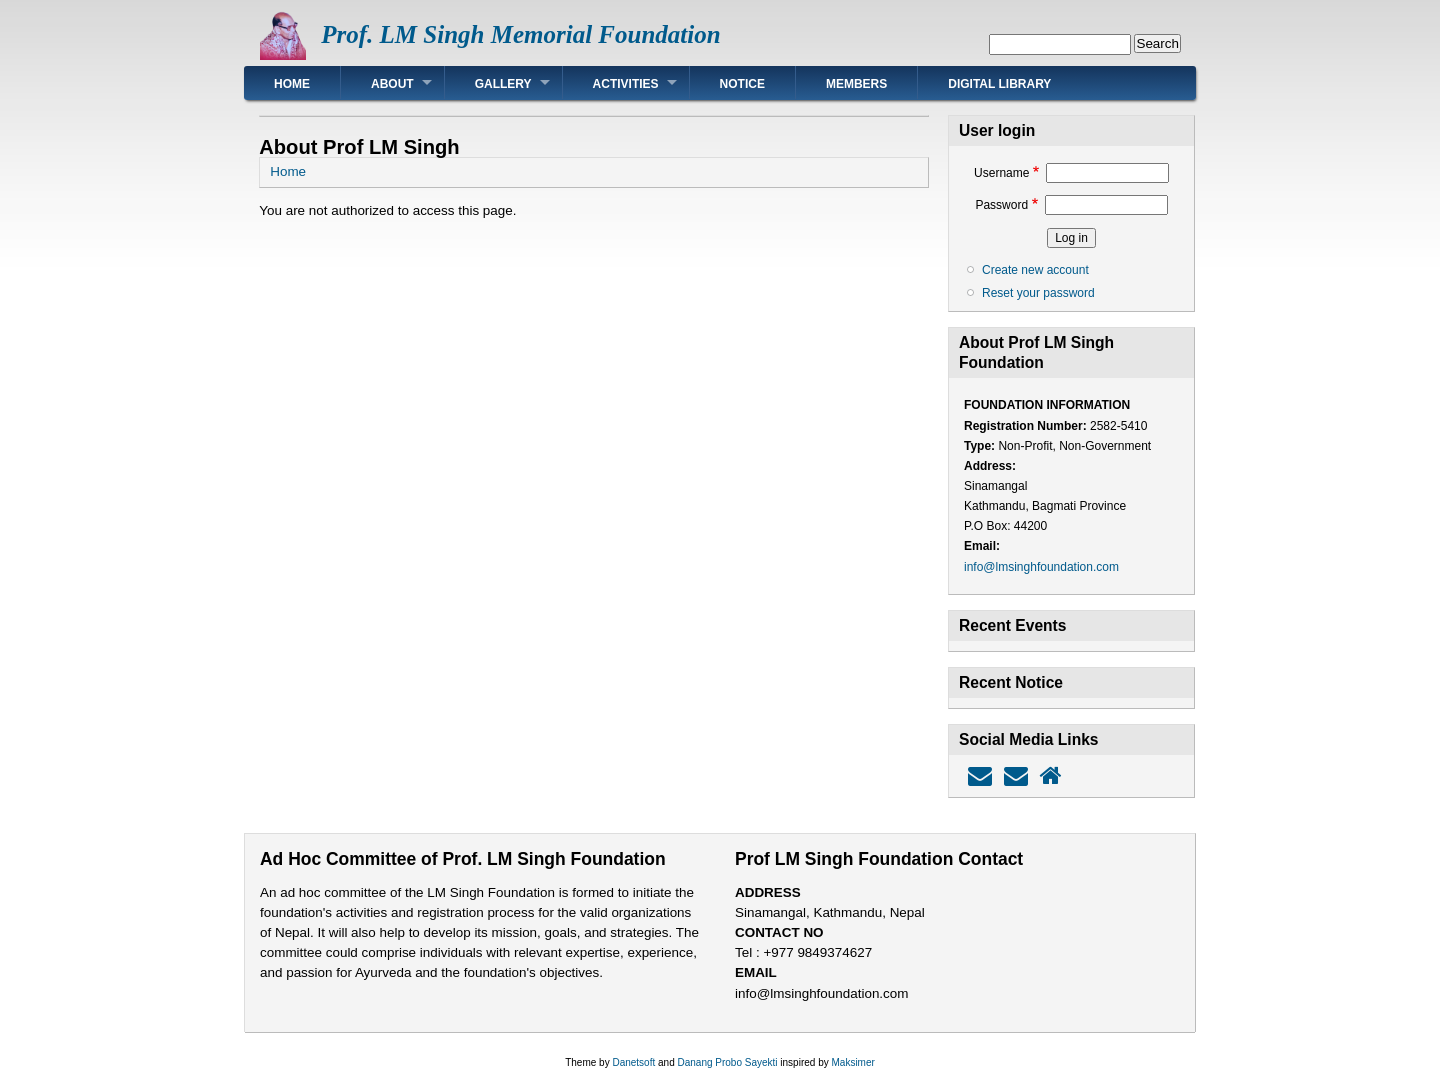 Prof. LM Singh Memorial Foundation
Search
HOME
ABOUT
GALLERY
ACTIVITIES
NOTICE
MEMBERS
DIGITAL LIBRARY
About Prof LM Singh
Home
You are not authorized to access this page.
User login
Username *
Password *
Log in
Create new account
Reset your password
About Prof LM Singh
Foundation
FOUNDATION INFORMATION
Registration Number: 2582-5410
Type: Non-Profit, Non-Government
Address:
Sinamangal
Kathmandu, Bagmati Province
P.O Box: 44200
Email:
info@lmsinghfoundation.com
Recent Events
Recent Notice
Social Media Links
Ad Hoc Committee of Prof. LM Singh Foundation
An ad hoc committee of the LM Singh Foundation is formed to initiate the
foundation's activities and registration process for the valid organizations
of Nepal. It will also help to develop its mission, goals, and strategies. The
committee could comprise individuals with relevant expertise, experience,
and passion for Ayurveda and the foundation's objectives.
Prof LM Singh Foundation Contact
ADDRESS
Sinamangal, Kathmandu, Nepal
CONTACT NO
Tel : +977 9849374627
EMAIL
info@lmsinghfoundation.com
Theme by Danetsoft and Danang Probo Sayekti inspired by Maksimer